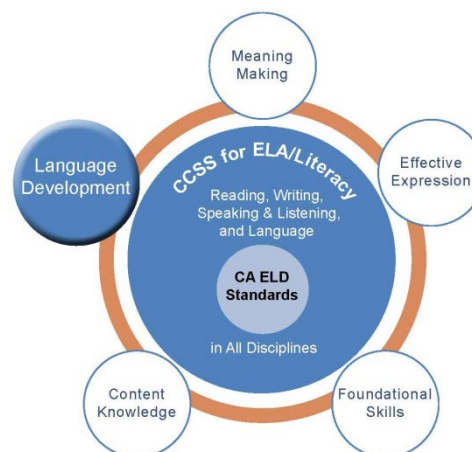 Meaning
Making
Language
Development
Effective
Expression
CCSS for ELA/Literacy
Reading, Writing,
Speaking & Listening,
and Language
CA ELD
Standards
in All Disciplines
Content
Knowledge
Foundational
Skills